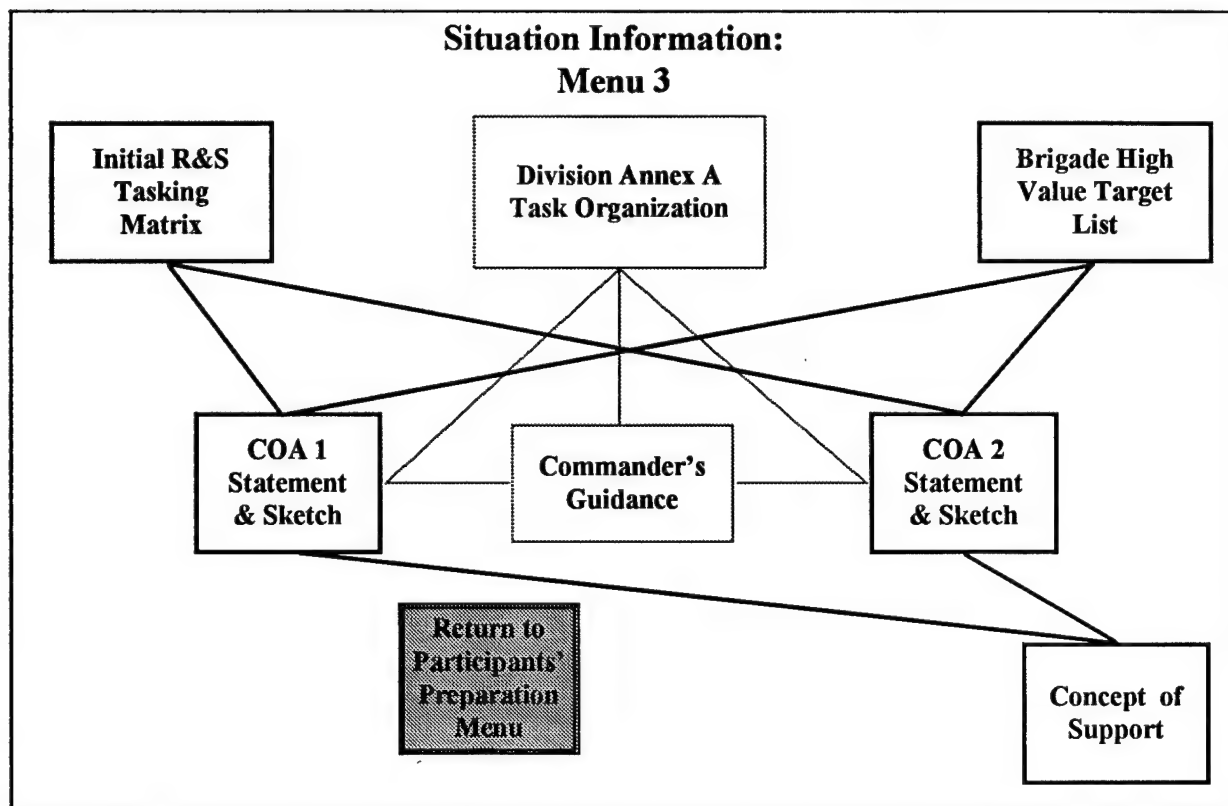 Situation Information:
Menu 3
Initial R&S
Tasking
Matrix
Division Annex A
Task Organization
Brigade High
Value Target
List
COA 1
Statement
& Sketch
Commander's
Guidance
COA 2
Statement
& Sketch
Return to
Participants'
Preparation
Menu
Concept of
Support